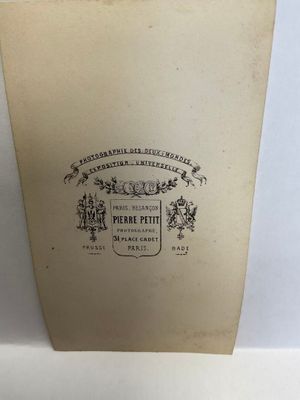 PHOTOGRAPHIE DES DEUX MONDES
EXPOSITION UNIVERSELLE
PARIS, BESANÇON
PIERRE PETIT
PHOTOGRAPHE,
31, PLACE CADET
PARIS.
PRUSSE
BADE